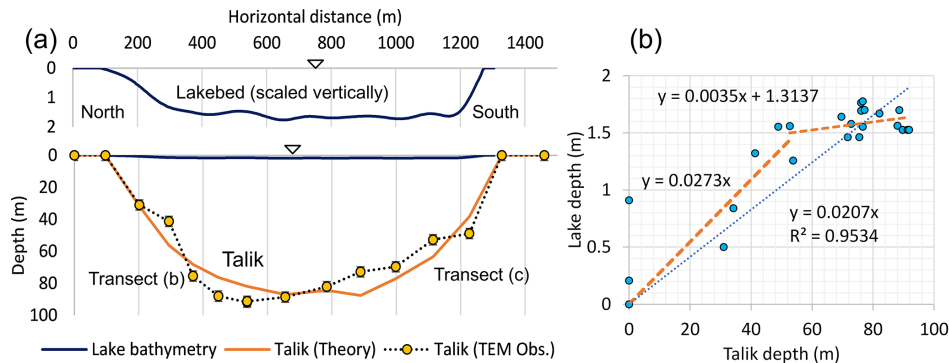 Horizontal distance (m)
(a)
0 200 400 600 800 1000 1200 1400
0
1
2
Lakebed (scaled vertically)
North
South
0
20
40
60
80
100
Depth (m)
Talik
Transect (b)
Transect (c)
Lake bathymetry
Talik (Theory)
Talik (TEM Obs.)
(b)
2
1.5
1
0.5
0
Lake depth (m)
y = 0.0035x + 1.3137
y = 0.0273x
y = 0.0207x
R² = 0.9534
0 20 40 60 80 100
Talik depth (m)